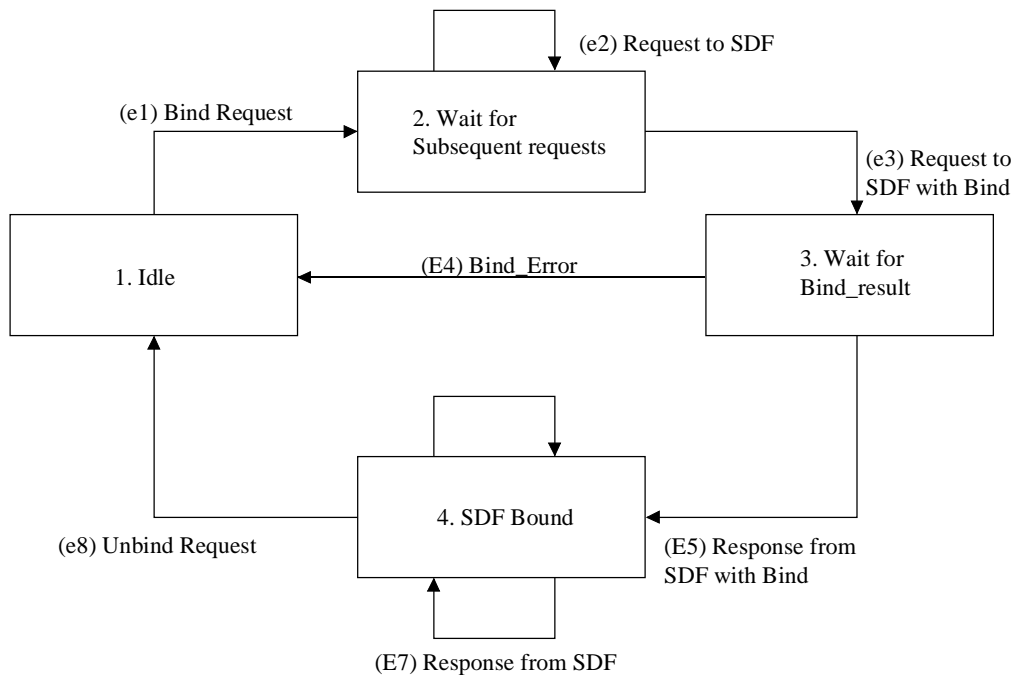 (e2) Request to SDF
(e1) Bind Request
2. Wait for
Subsequent requests
(e3) Request to
SDF with Bind
1. Idle
(E4) Bind_Error
3. Wait for
Bind_result
4. SDF Bound
(e8) Unbind Request
(E5) Response from
SDF with Bind
(E7) Response from SDF